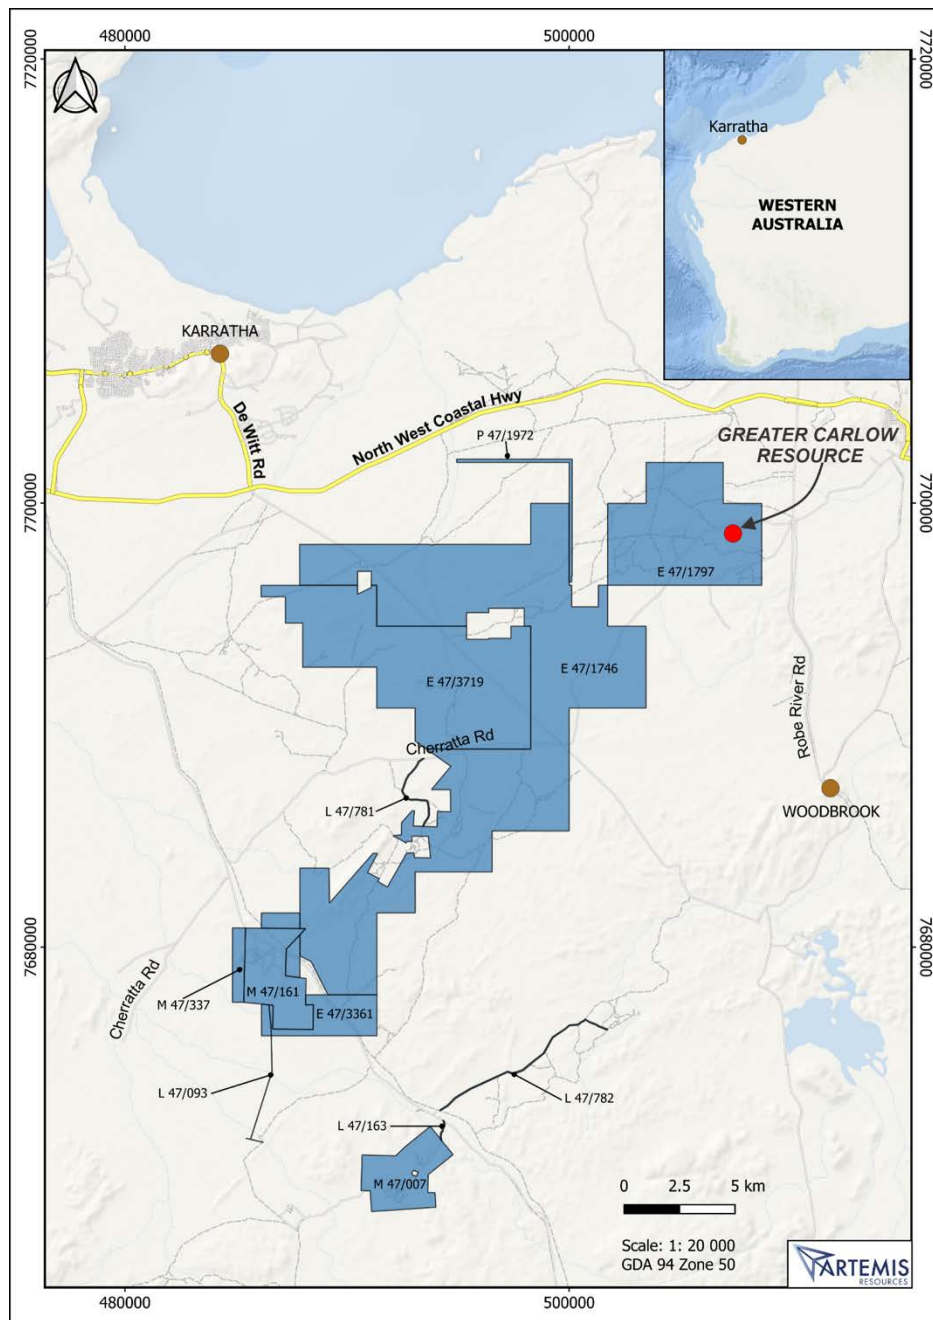 480000
500000
7720000
7720000
Karratha
WESTERN
AUSTRALIA
KARRATHA
De Witt Rd
North West Coastal Hwy
P 47/1972
GREATER CARLOW
RESOURCE
7700000
7700000
E 47/1797
E 47/3719
E 47/1746
Robe River Rd
Cherratta Rd
L 47/781
WOODBROOK
7680000
7680000
Cherratta Rd
M 47/337
M 47/161
E 47/3361
L 47/093
L 47/782
L 47/163
M 47/007
0 2.5 5 km
Scale: 1: 20 000
GDA 94 Zone 50
ARTEMIS
RESOURCES
480000
500000